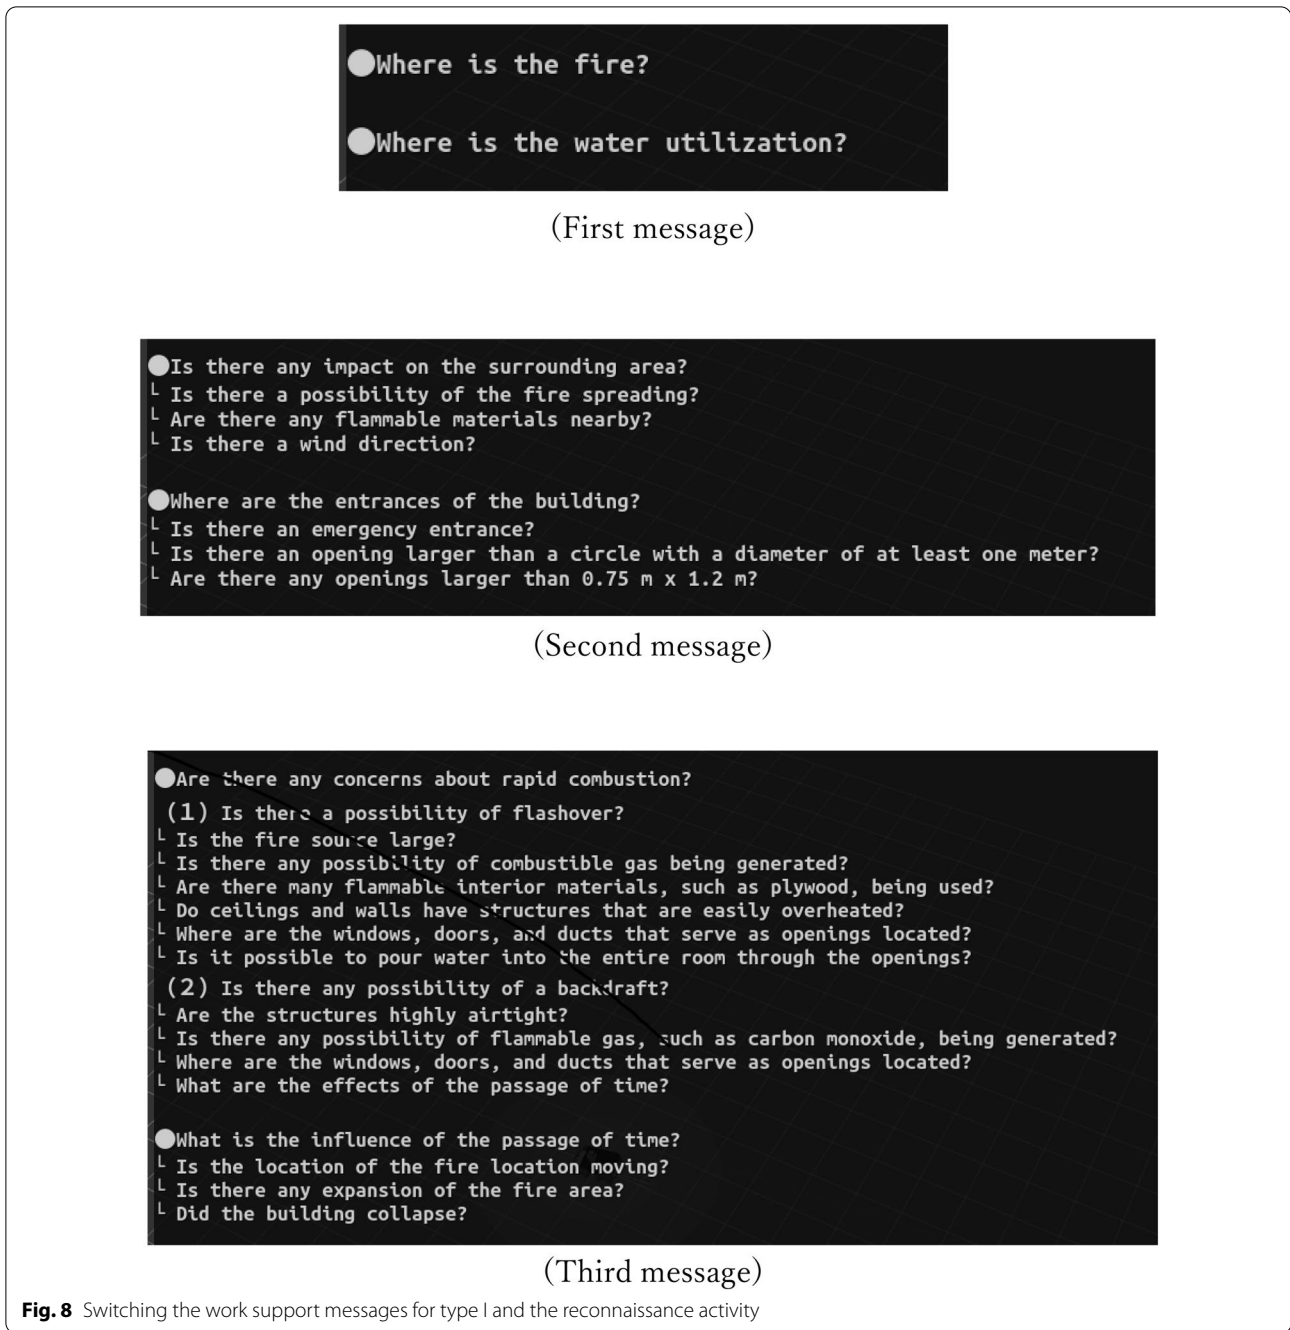 ●Where is the fire?
●Where is the water utilization?
(First message)
●Is there any impact on the surrounding area?
└ Is there a possibility of the fire spreading?
└ Are there any flammable materials nearby?
└ Is there a wind direction?
●Where are the entrances of the building?
└ Is there an emergency entrance?
└ Is there an opening larger than a circle with a diameter of at least one meter?
└ Are there any openings larger than 0.75 m x 1.2 m?
(Second message)
●Are there any concerns about rapid combustion?
(1) Is there a possibility of flashover?
└ Is the fire source large?
└ Is there any possibility of combustible gas being generated?
└ Are there many flammable interior materials, such as plywood, being used?
└ Do ceilings and walls have structures that are easily overheated?
└ Where are the windows, doors, and ducts that serve as openings located?
└ Is it possible to pour water into the entire room through the openings?
(2) Is there any possibility of a backdraft?
└ Are the structures highly airtight?
└ Is there any possibility of flammable gas, such as carbon monoxide, being generated?
└ Where are the windows, doors, and ducts that serve as openings located?
└ What are the effects of the passage of time?
●What is the influence of the passage of time?
└ Is the location of the fire location moving?
└ Is there any expansion of the fire area?
└ Did the building collapse?
(Third message)
Fig. 8 Switching the work support messages for type I and the reconnaissance activity